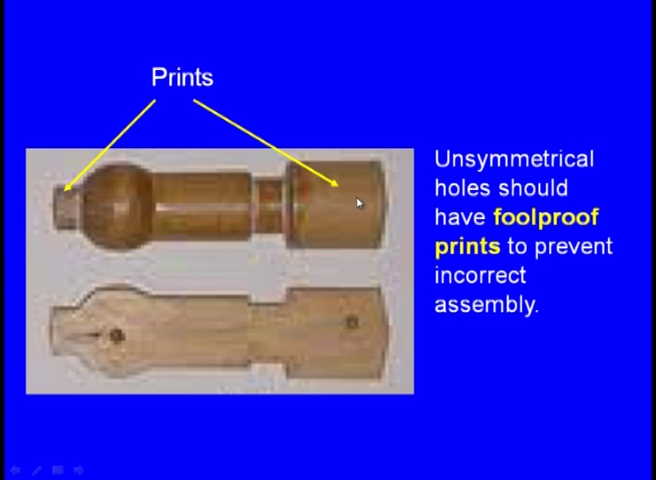 Prints
Unsymmetrical
holes should
have foolproof
prints to prevent
incorrect
assembly.